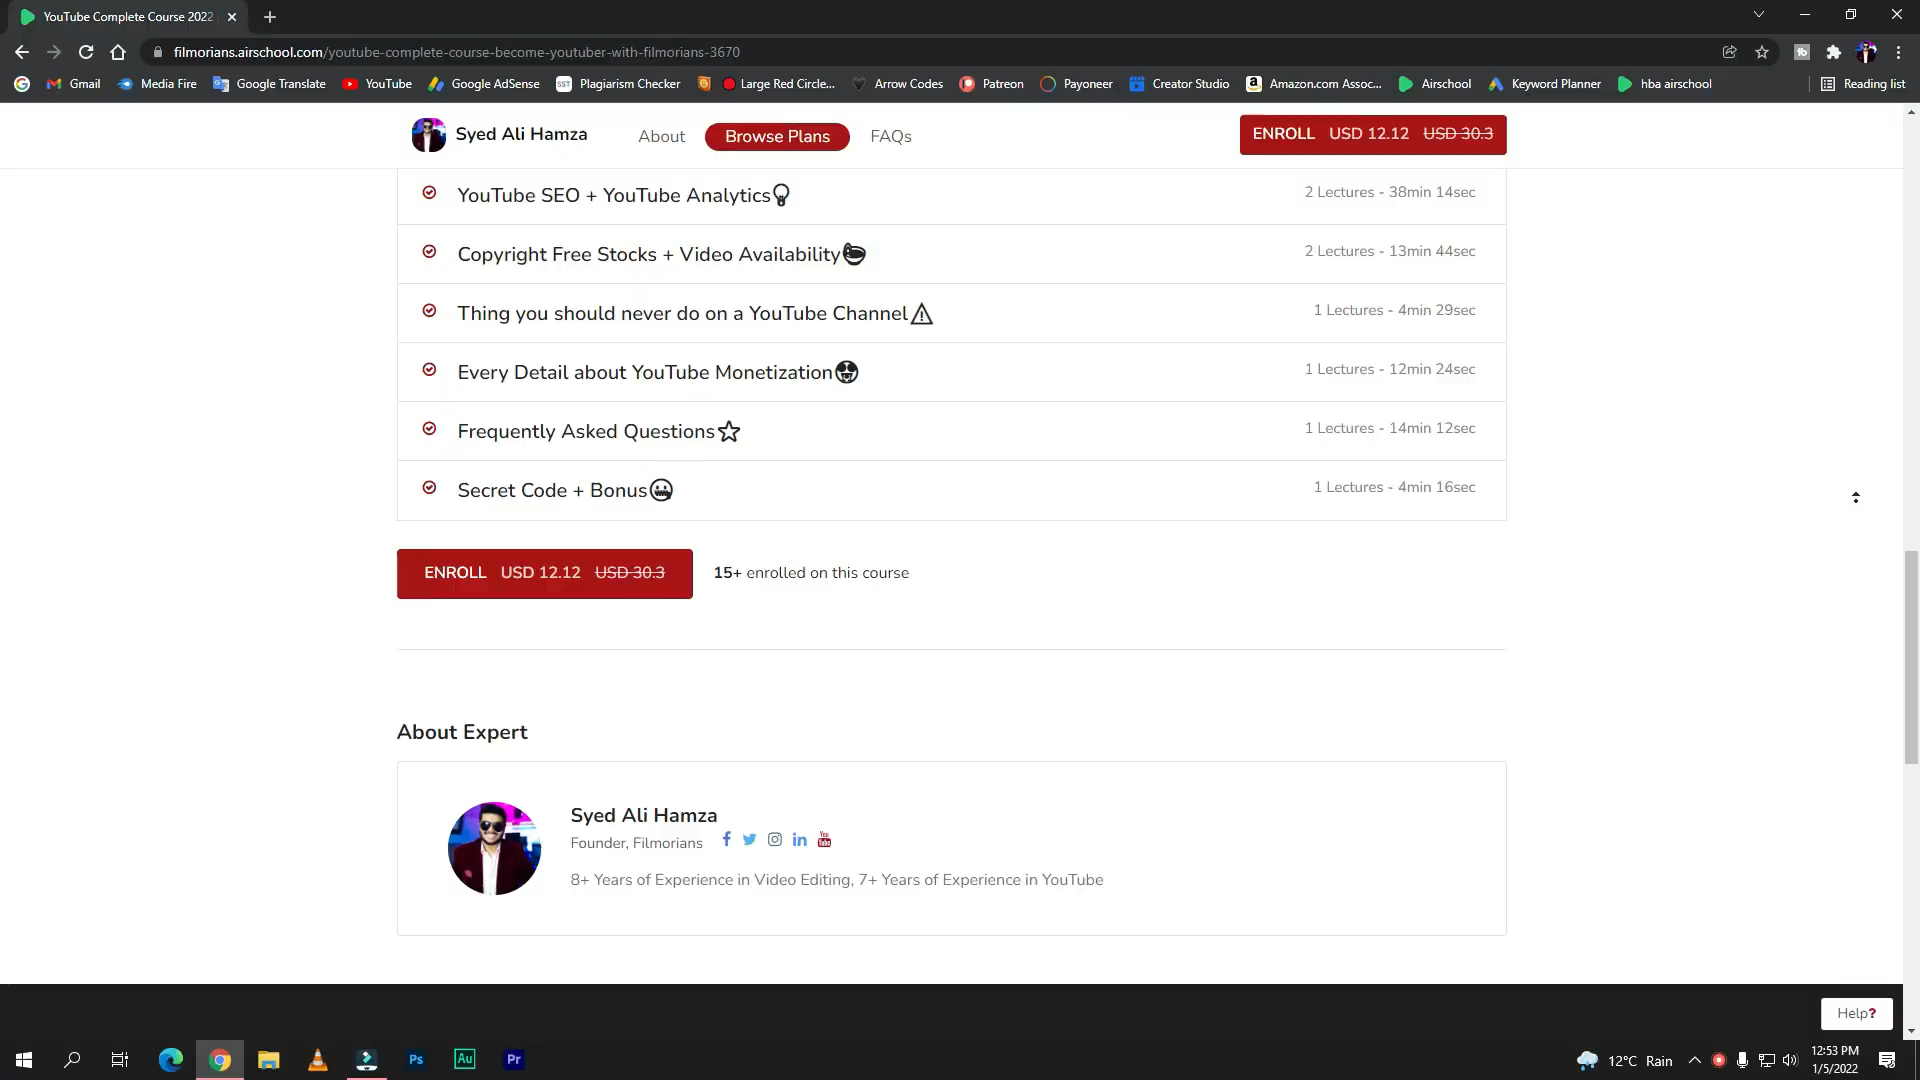 YouTube Complete Course 2022
filmorians.airschool.com/youtube-complete-course-become-youtuber-with-filmorians-3670
Gmail Media Fire Google Translate YouTube Google AdSense SST Plagiarism Checker Large Red Circle... Arrow Codes Patreon Payoneer Creator Studio Amazon.com Assoc... Airschool Keyword Planner hba airschool Reading list
Syed Ali Hamza About Browse Plans FAQs ENROLL USD 12.12 USD 30.3
YouTube SEO + YouTube Analytics 2 Lectures - 38min 14sec
Copyright Free Stocks + Video Availability 2 Lectures - 13min 44sec
Thing you should never do on a YouTube Channel 1 Lectures - 4min 29sec
Every Detail about YouTube Monetization 1 Lectures - 12min 24sec
Frequently Asked Questions 1 Lectures - 14min 12sec
Secret Code + Bonus 1 Lectures - 4min 16sec
ENROLL USD 12.12 USD 30.3 15+ enrolled on this course
About Expert
Syed Ali Hamza
Founder, Filmorians
8+ Years of Experience in Video Editing, 7+ Years of Experience in YouTube
Help?
Ps Au Pr 12°C Rain 12:53 PM
1/5/2022